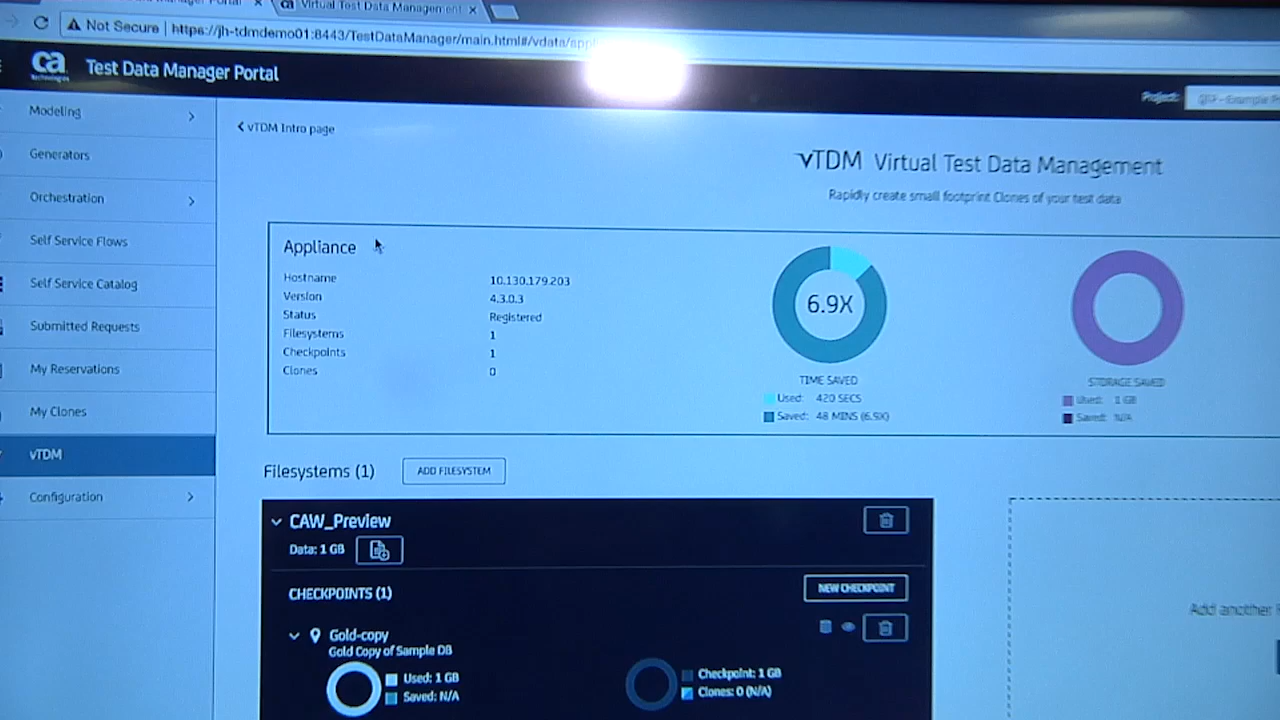 Virtual Test Data Management
Not Secure | https://jh-tdmdemo01:8443/TestDataManager/main.html#/vdata/appl
ca
technologies
Test Data Manager Portal
Project:
Modeling
Generators
Orchestration
Self Service Flows
Self Service Catalog
Submitted Requests
My Reservations
My Clones
vTDM
Configuration
vTDM Intro page
vTDM Virtual Test Data Management
Rapidly create small footprint Clones of your test data
Appliance
Hostname 10.130.179.203
Version 4.3.0.3
Status Registered
Filesystems 1
Checkpoints 1
Clones 0
6.9X
TIME SAVED
Used: 420 SECS
Saved: 48 MINS (6.9X)
STORAGE SAVED
Used: 1 GB
Saved: N/A
Filesystems (1)
ADD FILESYSTEM
CAW_Preview
Data: 1 GB
CHECKPOINTS (1)
NEW CHECKPOINT
Gold-copy
Gold Copy of Sample DB
Used: 1 GB
Saved: N/A
Checkpoint: 1 GB
Clones: 0 (N/A)
Add another